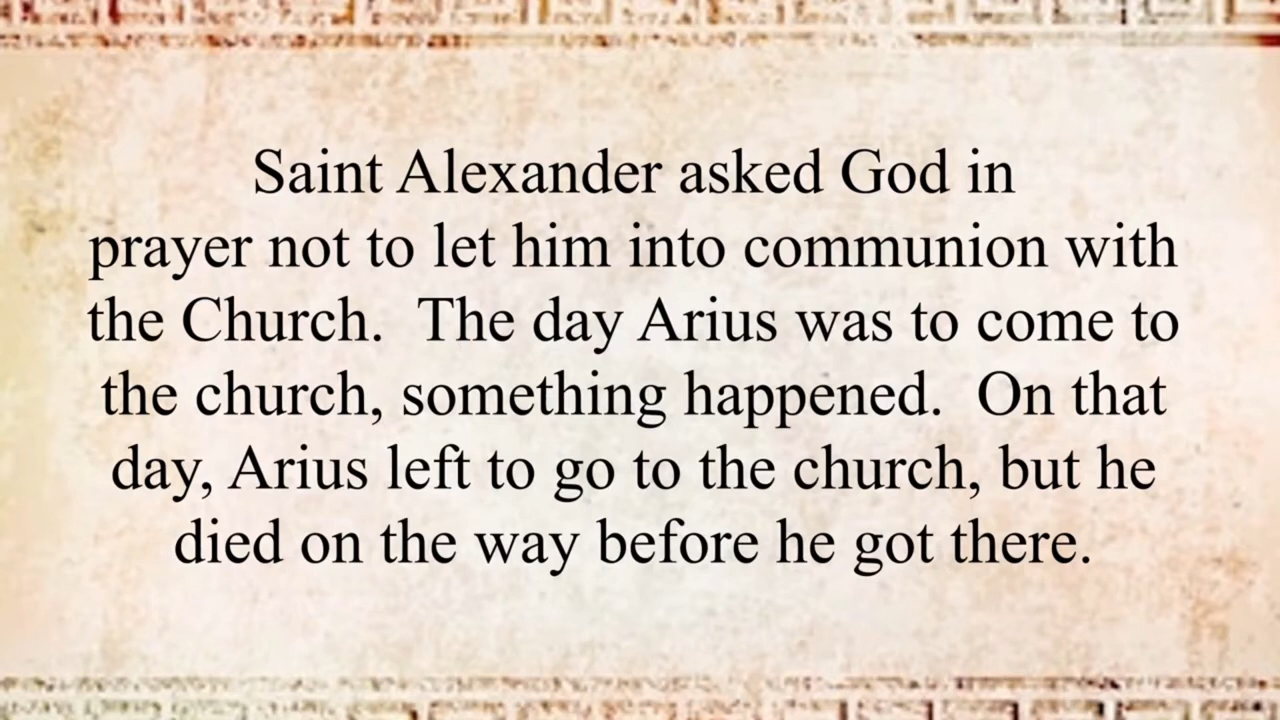 Saint Alexander asked God in
prayer not to let him into communion with
the Church.  The day Arius was to come to
the church, something happened.  On that
day, Arius left to go to the church, but he
died on the way before he got there.